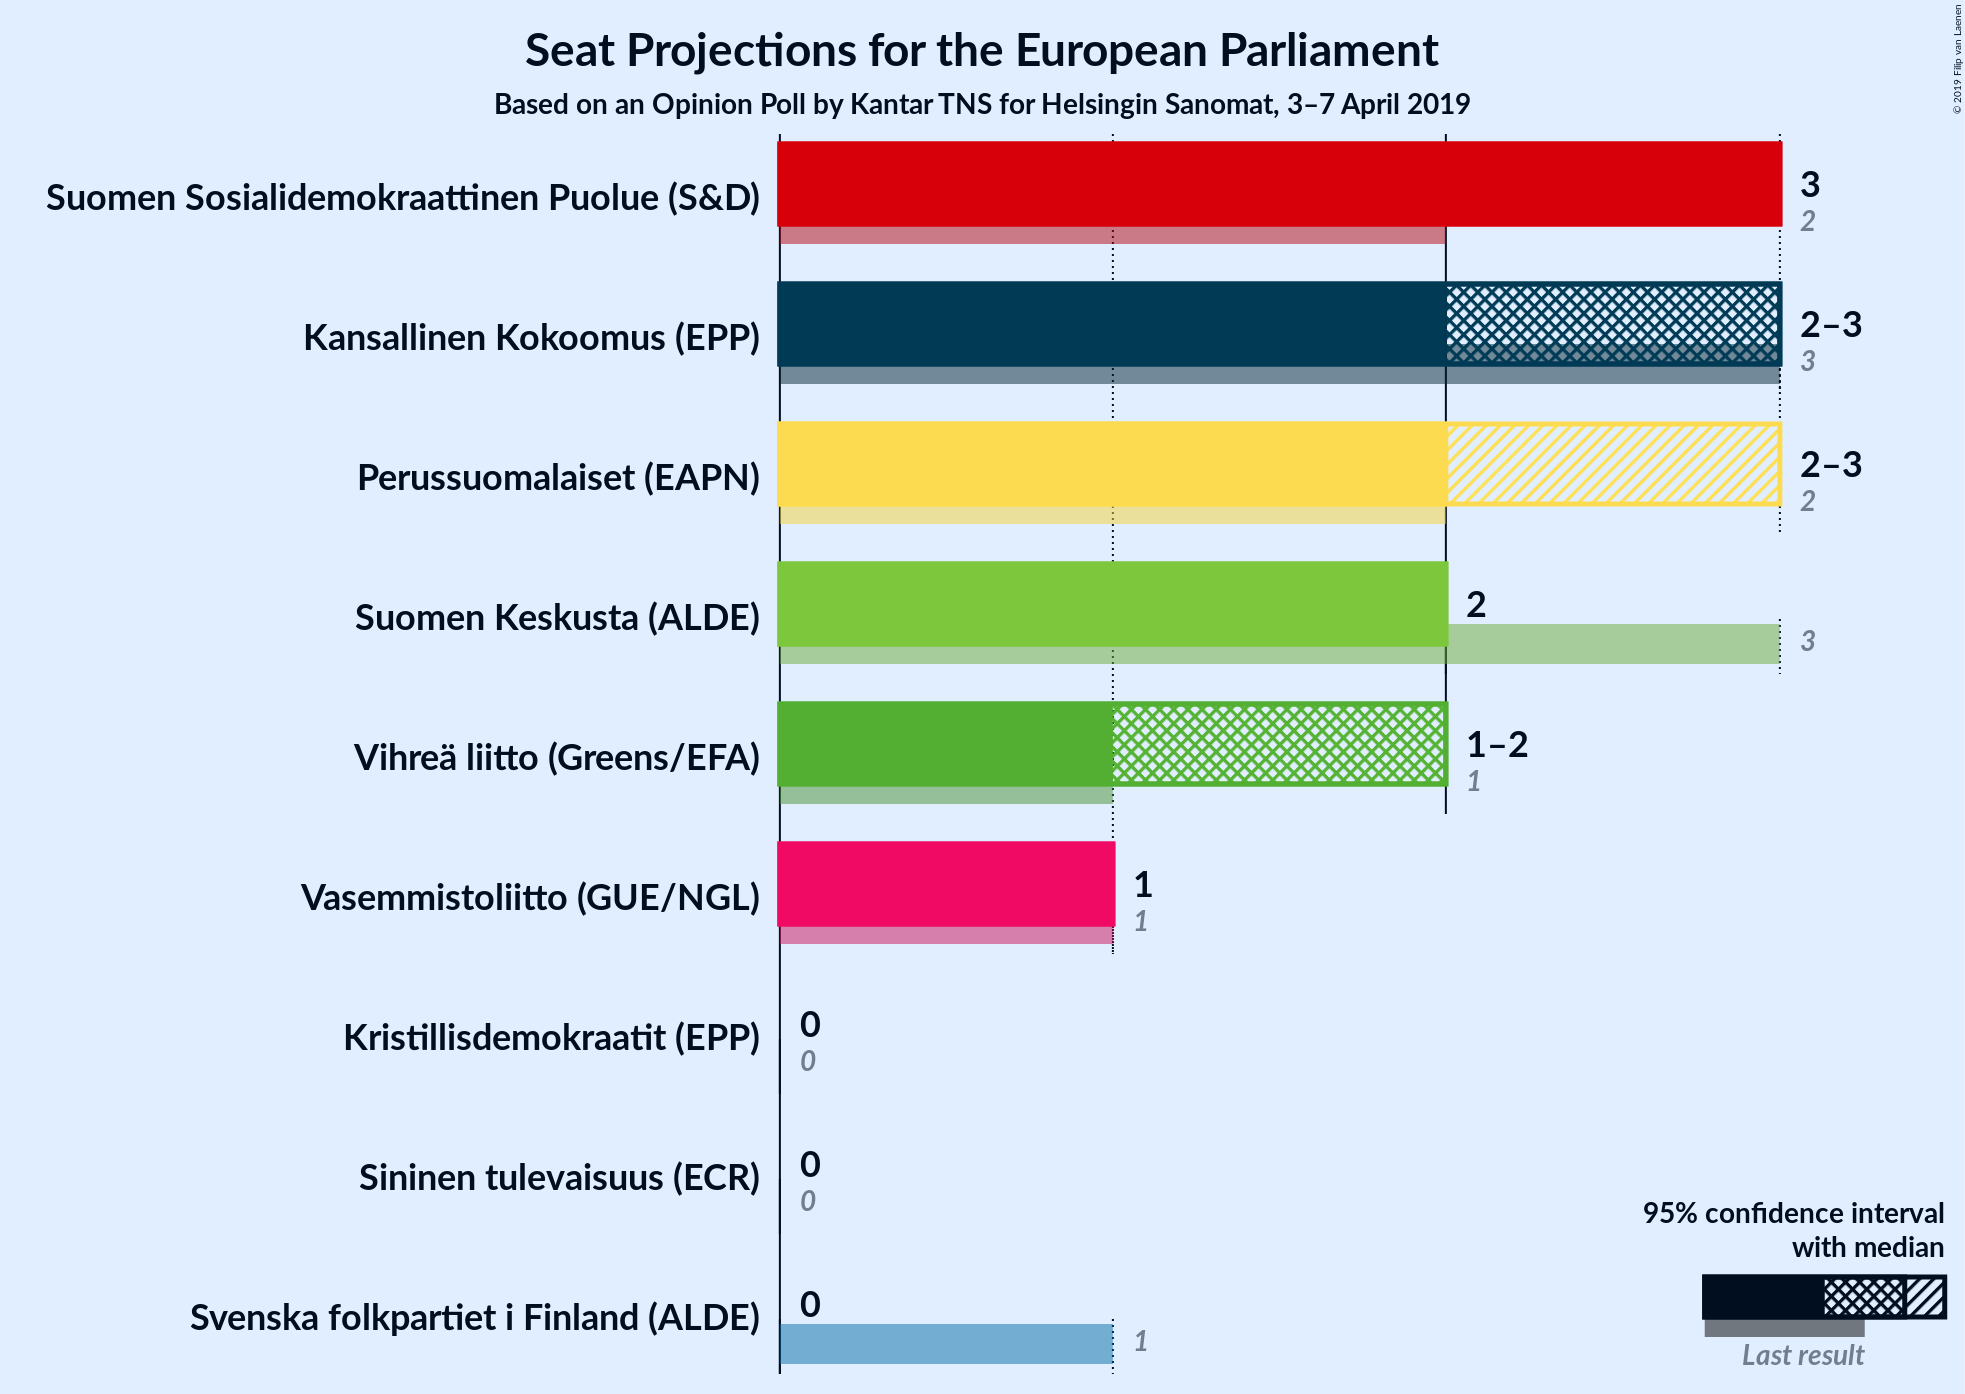 Seat Projections for the European Parliament
Based on an Opinion Poll by Kantar TNS for Helsingin Sanomat, 3–7 April 2019
© 2019 Filip van Laenen
Suomen Sosialidemokraattinen Puolue (S&D)
3
2
Kansallinen Kokoomus (EPP)
2–3
3
Perussuomalaiset (EAPN)
2–3
2
Suomen Keskusta (ALDE)
2
3
Vihreä liitto (Greens/EFA)
1–2
1
Vasemmistoliitto (GUE/NGL)
1
1
Kristillisdemokraatit (EPP)
0
0
Sininen tulevaisuus (ECR)
0
0
Svenska folkpartiet i Finland (ALDE)
0
1
95% confidence interval
with median
Last result